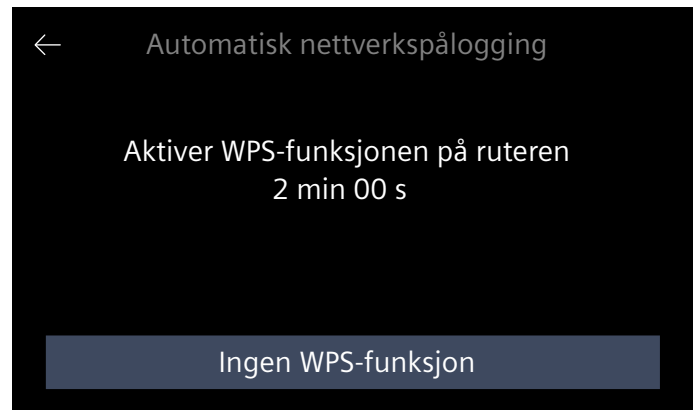 Automatisk nettverkspålogging
Aktiver WPS-funksjonen på ruteren
2 min 00 s
Ingen WPS-funksjon